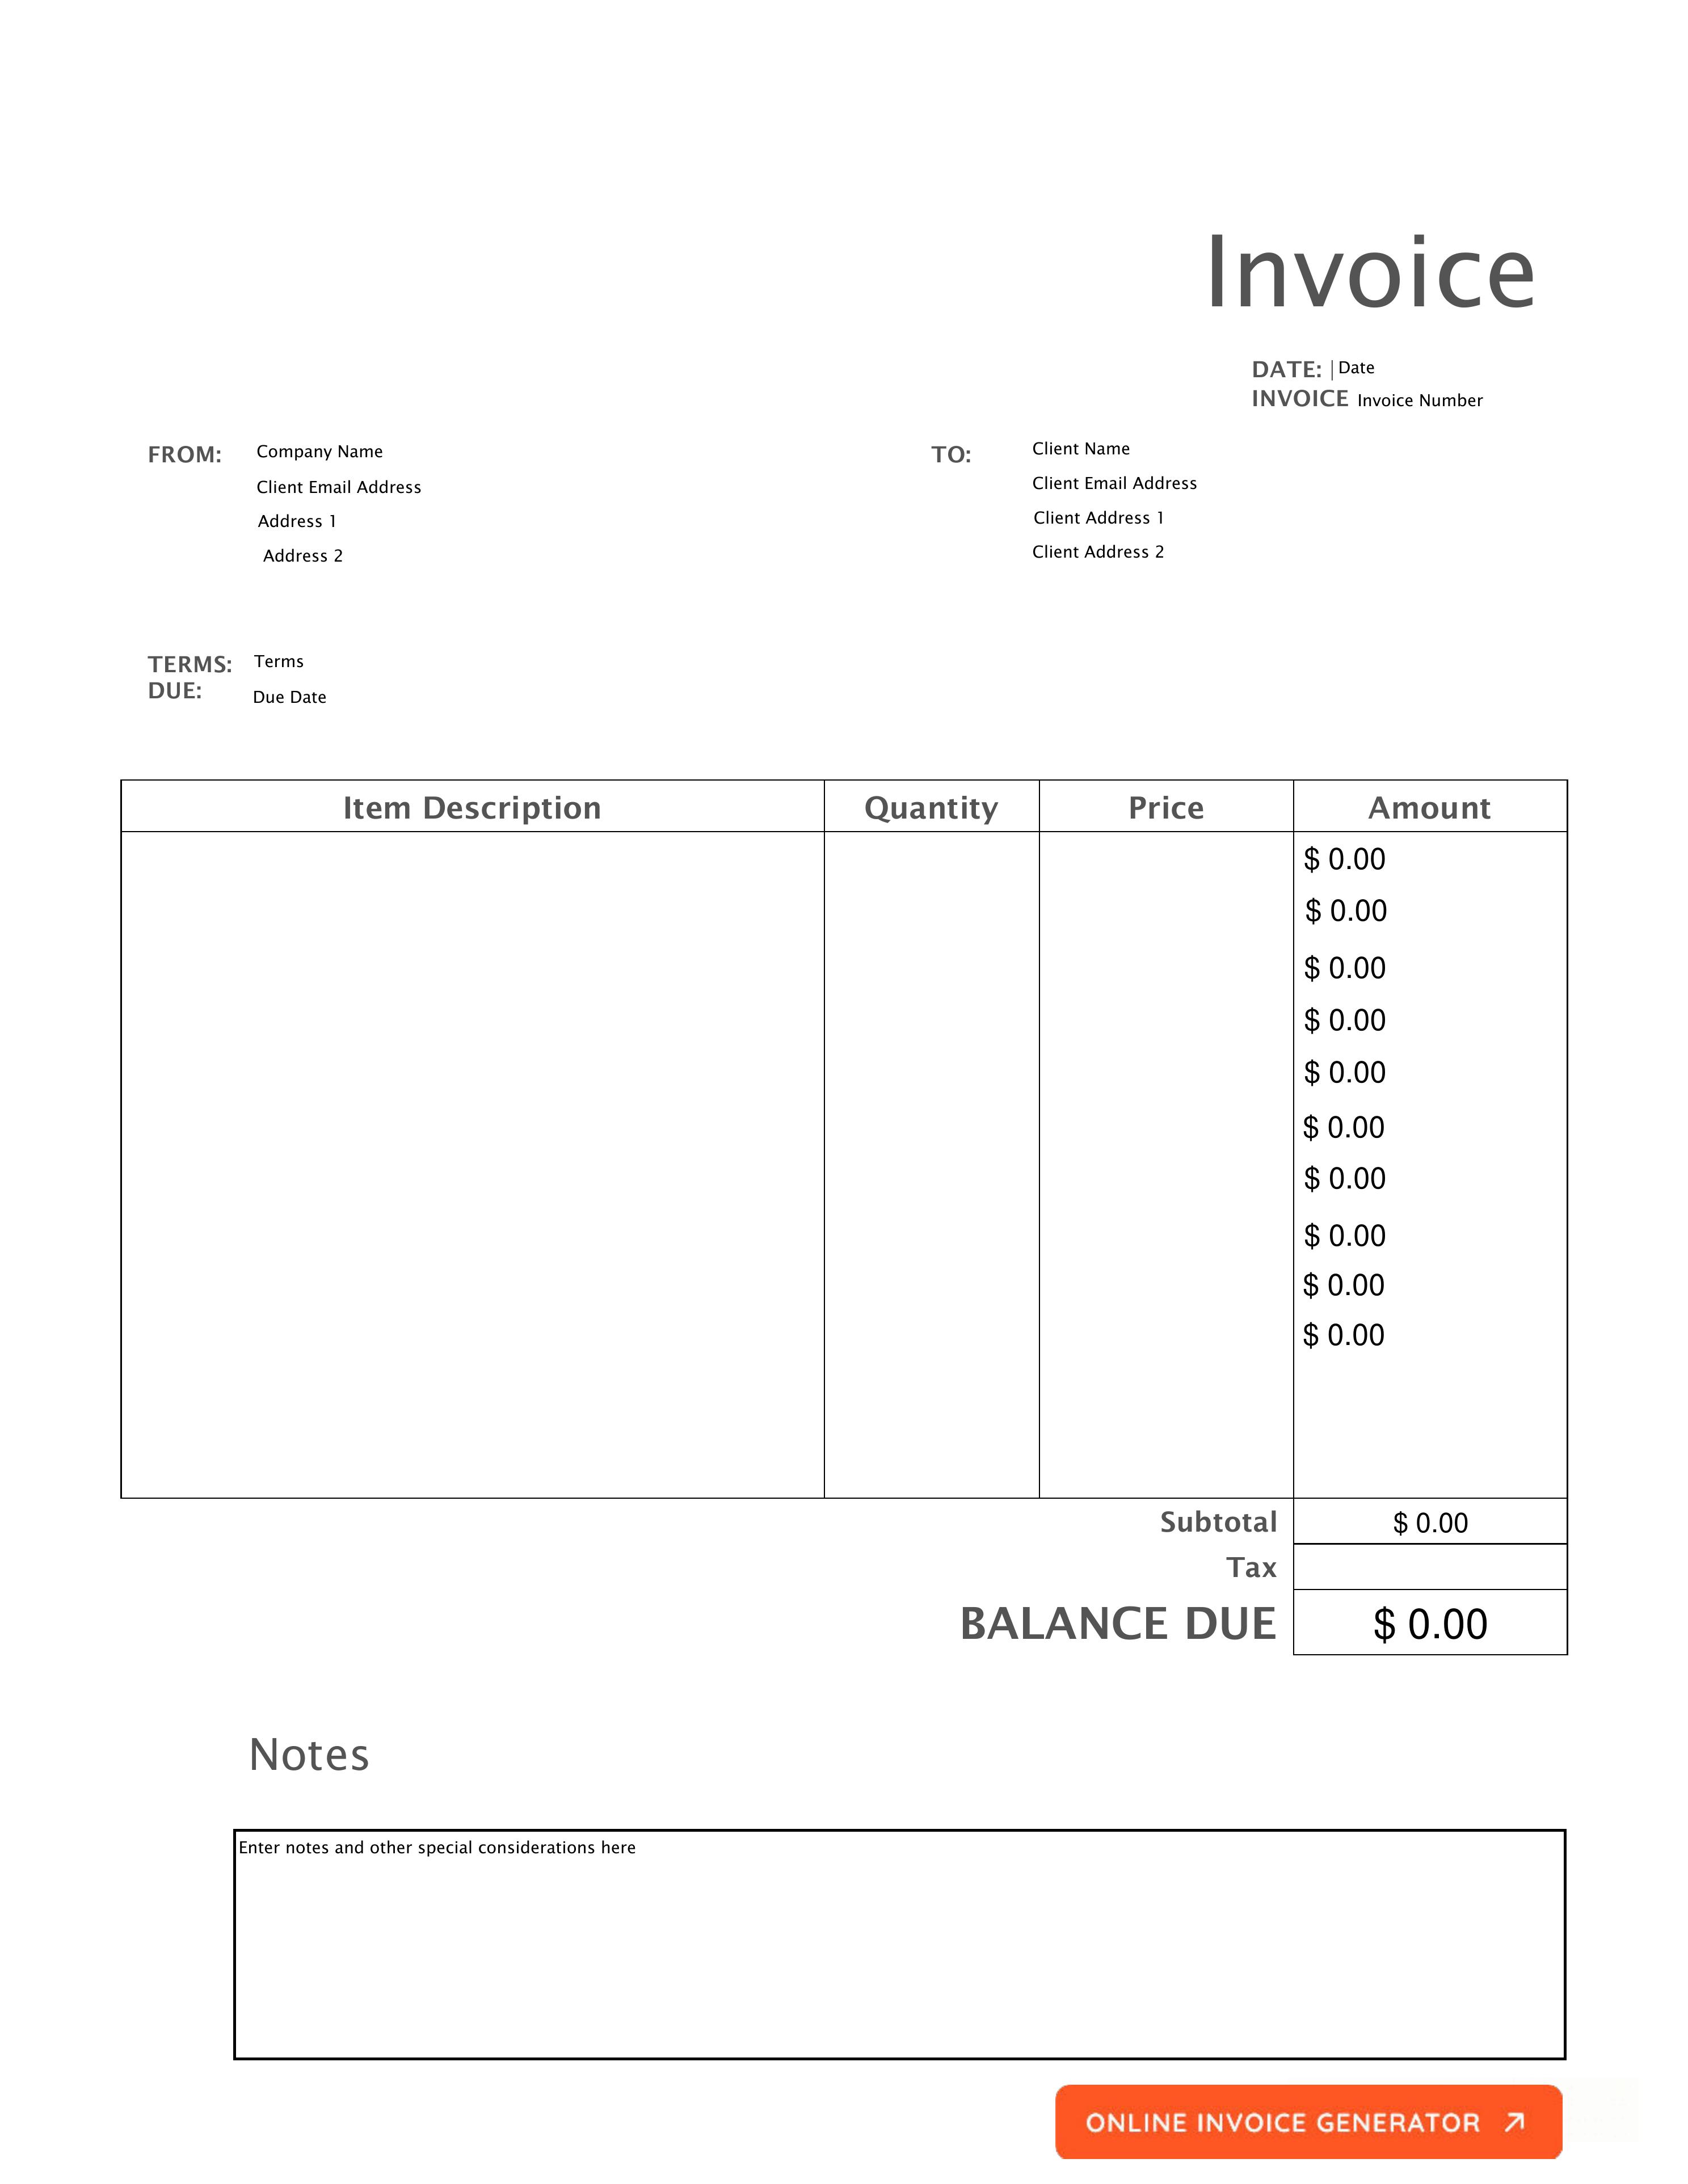 Invoice
DATE: Date
INVOICE Invoice Number
FROM: Company Name
Client Email Address
Address 1
Address 2
TO: Client Name
Client Email Address
Client Address 1
Client Address 2
TERMS: Terms
DUE: Due Date
Item Description Quantity Price Amount
$ 0.00
$ 0.00
$ 0.00
$ 0.00
$ 0.00
$ 0.00
$ 0.00
$ 0.00
$ 0.00
$ 0.00
Subtotal $ 0.00
Tax
BALANCE DUE $ 0.00
Notes
Enter notes and other special considerations here
ONLINE INVOICE GENERATOR